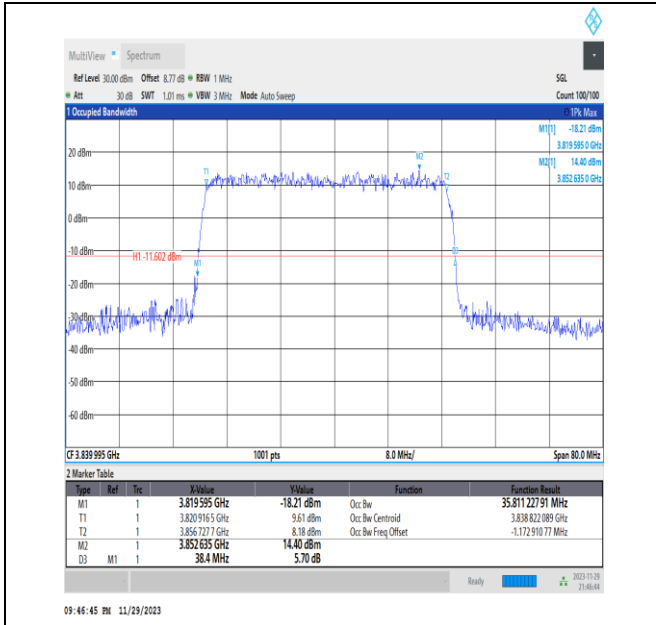 MultiView Spectrum
Ref Level 30.00 dBm Offset 8.77 dB RBW 1 MHz SGL
Att 30 dB SWT 1.01 ms VBW 3 MHz Mode Auto Sweep Count 100/100
1 Occupied Bandwidth 1Pk Max
M1[1] -18.21 dBm
3.819 595 0 GHz
M2[1] 14.40 dBm
3.852 635 0 GHz
20 dBm
M2
T1
T2
10 dBm
0 dBm
-10 dBm
H1 -11.602 dBm
M1
D3
-20 dBm
-30 dBm
-40 dBm
-50 dBm
-60 dBm
CF 3.839 995 GHz 1001 pts 8.0 MHz/ Span 80.0 MHz
2 Marker Table
Type Ref Trc X-Value Y-Value Function Function Result
M1 1 3.819 595 GHz -18.21 dBm Occ Bw 35.811 227 91 MHz
T1 1 3.820 916 5 GHz 9.61 dBm Occ Bw Centroid 3.838 822 089 GHz
T2 1 3.856 727 7 GHz 8.18 dBm Occ Bw Freq Offset -1.172 910 77 MHz
M2 1 3.852 635 GHz 14.40 dBm
D3 M1 1 38.4 MHz 5.70 dB
Ready 2023-11-29
21:46:44
09:46:45 PM 11/29/2023